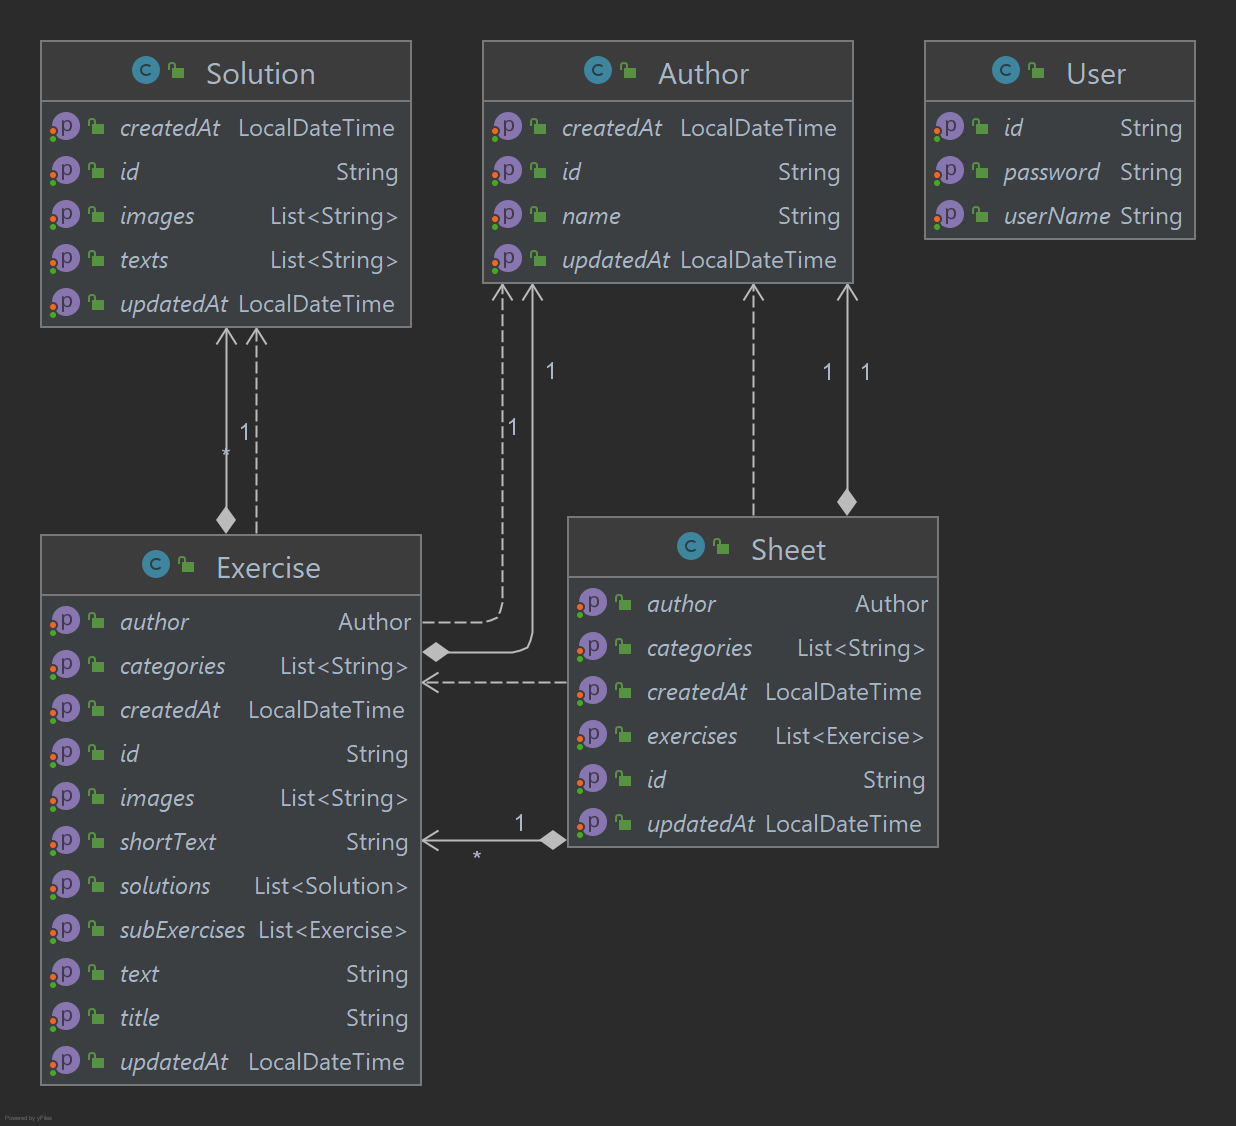 C Solution
p createdAt LocalDateTime
p id String
p images List<String>
p texts List<String>
p updatedAt LocalDateTime
C Author
p createdAt LocalDateTime
p id String
p name String
p updatedAt LocalDateTime
C User
p id String
p password String
p userName String
1
*
1
1
1
1
C Exercise
p author Author
p categories List<String>
p createdAt LocalDateTime
p id String
p images List<String>
p shortText String
p solutions List<Solution>
p subExercises List<Exercise>
p text String
p title String
p updatedAt LocalDateTime
1
*
C Sheet
p author Author
p categories List<String>
p createdAt LocalDateTime
p exercises List<Exercise>
p id String
p updatedAt LocalDateTime
Powered by yFiles